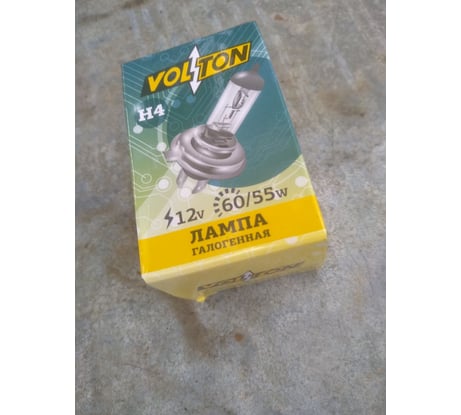 VOLTON
H4
12v 60/55w
ЛАМПА
ГАЛОГЕННАЯ
VOLTON